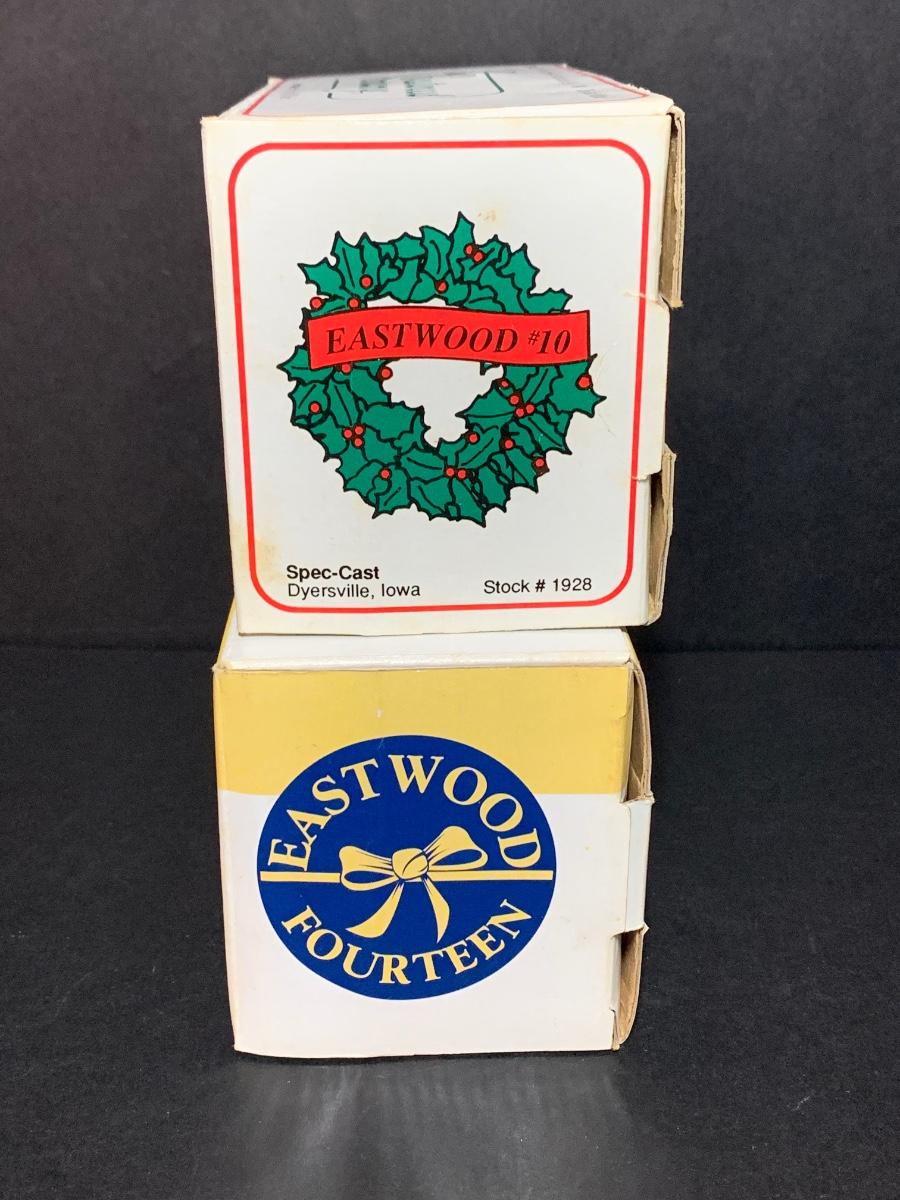 EASTWOOD #10
Spec-Cast
Dyersville, Iowa
Stock # 1928
EASTWOOD
FOURTEEN